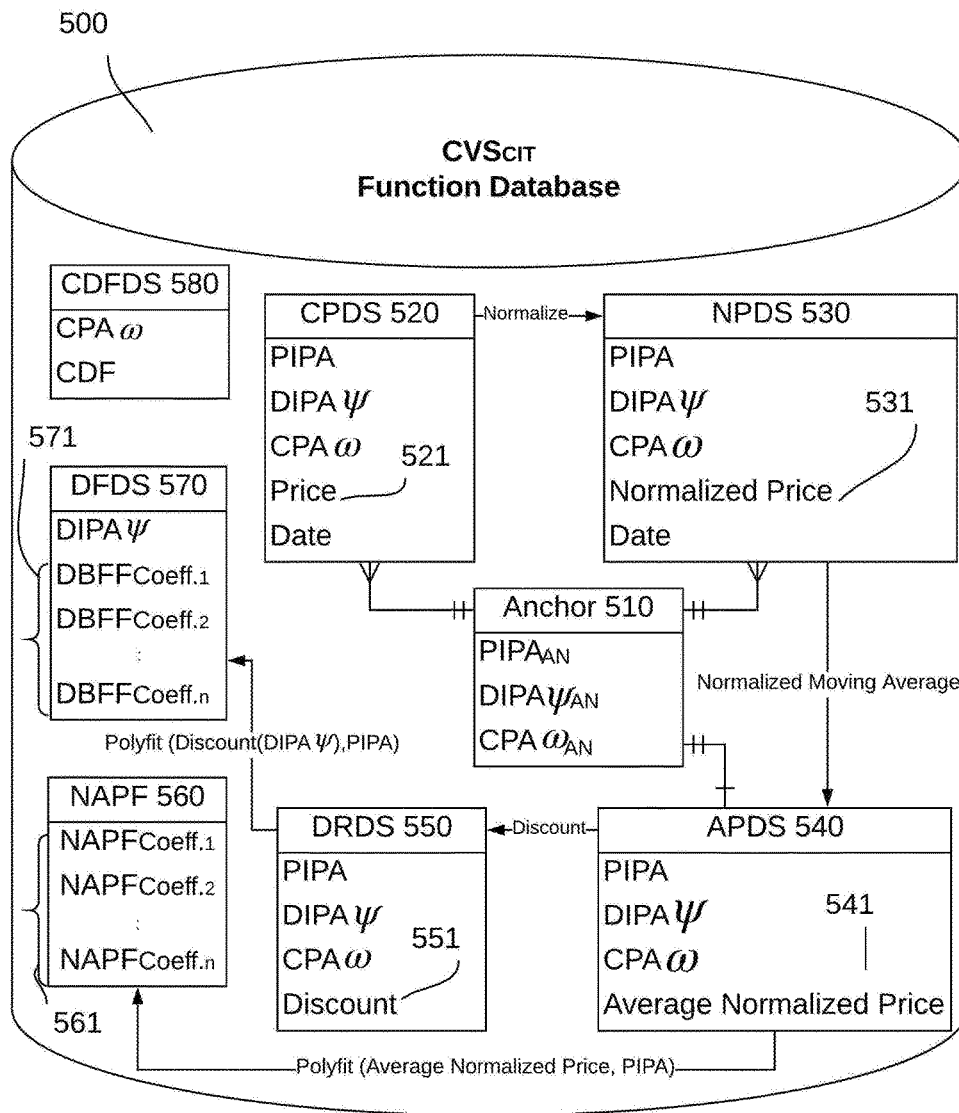 500
CVSCIT
Function Database
CDFDS 580
CPA ω
CDF
CPDS 520
PIPA
DIPA ψ
CPA ω
Price
Date
521
Normalize
NPDS 530
PIPA
DIPA ψ
CPA ω
Normalized Price
Date
531
571
DFDS 570
DIPA ψ
DBFFCoeff.1
DBFFCoeff.2
:
DBFFCoeff.n
Anchor 510
PIPAAN
DIPA ψAN
CPA ωAN
Normalized Moving Average
Polyfit (Discount(DIPA ψ),PIPA)
NAPF 560
NAPFCoeff.1
NAPFCoeff.2
:
NAPFCoeff.n
561
DRDS 550
PIPA
DIPA ψ
CPA ω
Discount
551
Discount
APDS 540
PIPA
DIPA ψ
CPA ω
Average Normalized Price
541
Polyfit (Average Normalized Price, PIPA)